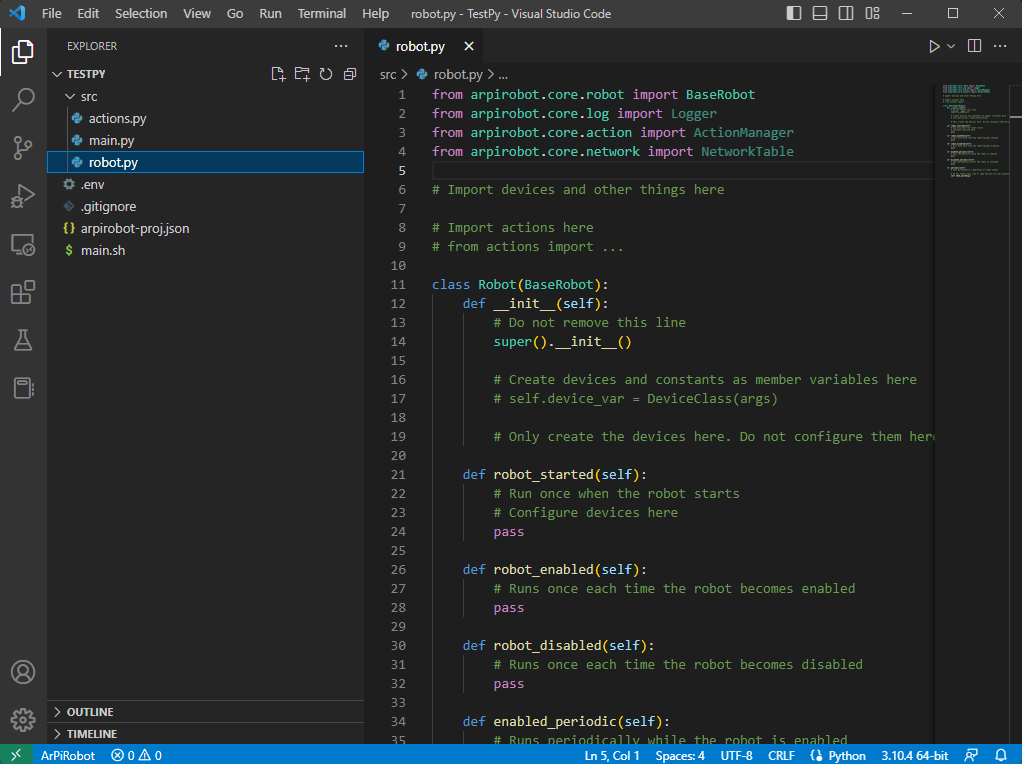 File Edit Selection View Go Run Terminal Help robot.py - TestPy - Visual Studio Code
EXPLORER
TESTPY
src
actions.py
main.py
robot.py
.env
.gitignore
{} arpirobot-proj.json
$ main.sh
OUTLINE
TIMELINE
robot.py
src > robot.py > ...
1 from arpirobot.core.robot import BaseRobot
2 from arpirobot.core.log import Logger
3 from arpirobot.core.action import ActionManager
4 from arpirobot.core.network import NetworkTable
5
6 # Import devices and other things here
7
8 # Import actions here
9 # from actions import ...
10
11 class Robot(BaseRobot):
12 def __init__(self):
13 # Do not remove this line
14 super().__init__()
15
16 # Create devices and constants as member variables here
17 # self.device_var = DeviceClass(args)
18
19 # Only create the devices here. Do not configure them here
20
21 def robot_started(self):
22 # Run once when the robot starts
23 # Configure devices here
24 pass
25
26 def robot_enabled(self):
27 # Runs once each time the robot becomes enabled
28 pass
29
30 def robot_disabled(self):
31 # Runs once each time the robot becomes disabled
32 pass
33
34 def enabled_periodic(self):
35 # Runs periodically while the robot is enabled
ArPiRobot 0 0 Ln 5, Col 1 Spaces: 4 UTF-8 CRLF Python 3.10.4 64-bit